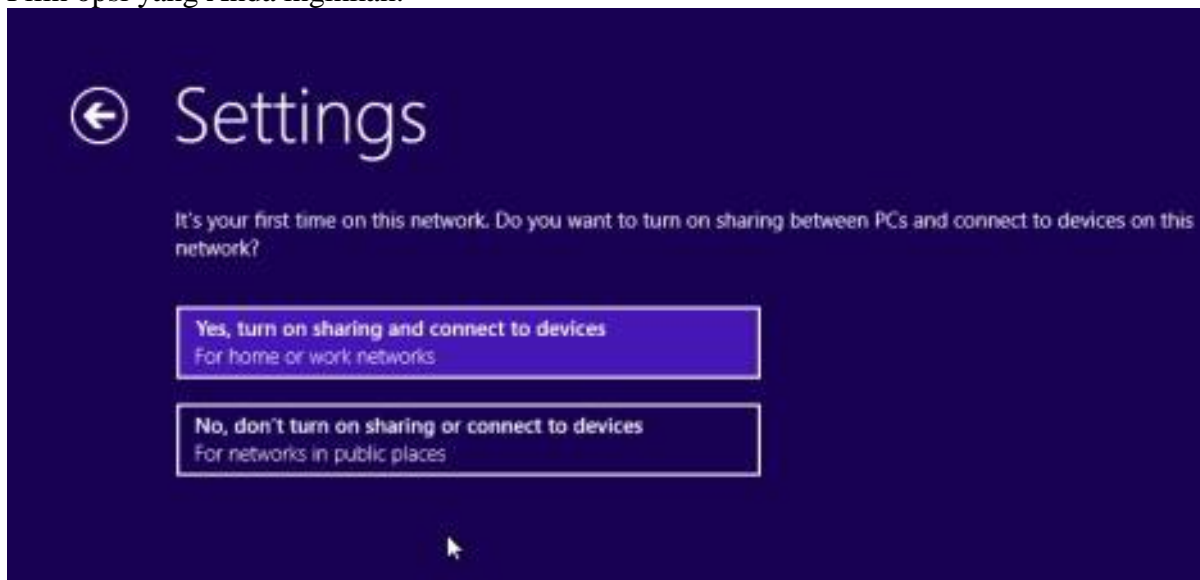 Pilih opsi yang Anda inginkan.
Settings
It's your first time on this network. Do you want to turn on sharing between PCs and connect to devices on this
network?
Yes, turn on sharing and connect to devices
For home or work networks
No, don't turn on sharing or connect to devices
For networks in public places